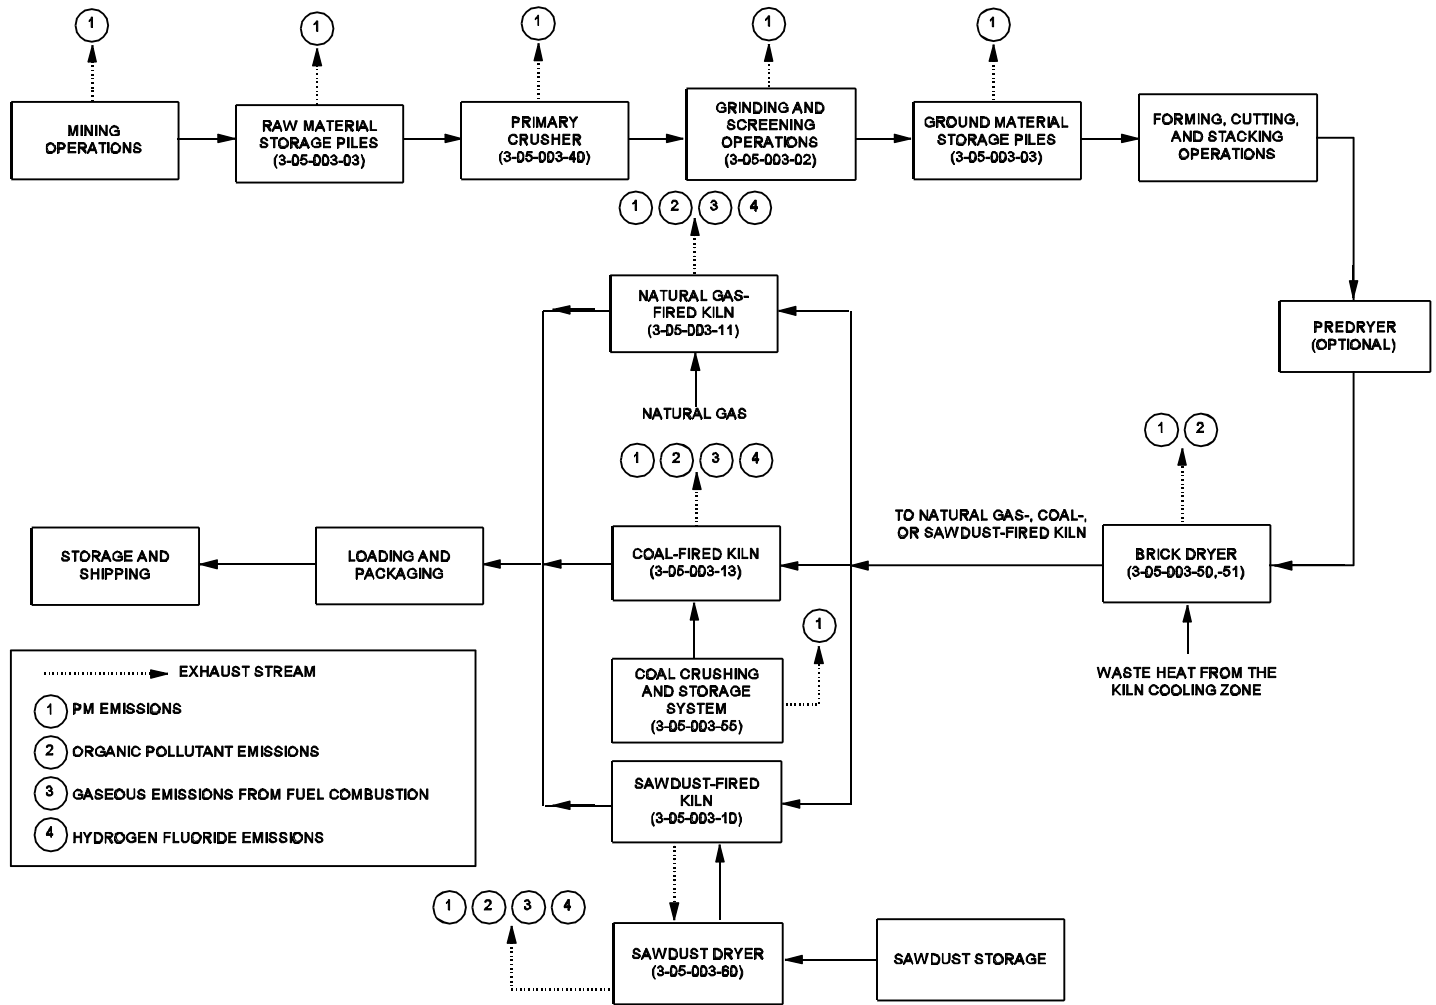 1
1
1
1
1
MINING
OPERATIONS
RAW MATERIAL
STORAGE PILES
(3-05-003-03)
PRIMARY
CRUSHER
(3-05-003-40)
GRINDING AND
SCREENING
OPERATIONS
(3-05-003-02)
GROUND MATERIAL
STORAGE PILES
(3-05-003-03)
FORMING, CUTTING,
AND STACKING
OPERATIONS
1 2 3 4
NATURAL GAS-
FIRED KILN
(3-05-003-11)
NATURAL GAS
PREDRYER
(OPTIONAL)
1 2
1 2 3 4
TO NATURAL GAS-, COAL-,
OR SAWDUST-FIRED KILN
STORAGE AND
SHIPPING
LOADING AND
PACKAGING
COAL-FIRED KILN
(3-05-003-13)
BRICK DRYER
(3-05-003-50,-51)
1
WASTE HEAT FROM THE
KILN COOLING ZONE
COAL CRUSHING
AND STORAGE
SYSTEM
(3-05-003-55)
EXHAUST STREAM
1 PM EMISSIONS
2 ORGANIC POLLUTANT EMISSIONS
3 GASEOUS EMISSIONS FROM FUEL COMBUSTION
4 HYDROGEN FLUORIDE EMISSIONS
SAWDUST-FIRED
KILN
(3-05-003-10)
1 2 3 4
SAWDUST DRYER
(3-05-003-60)
SAWDUST STORAGE